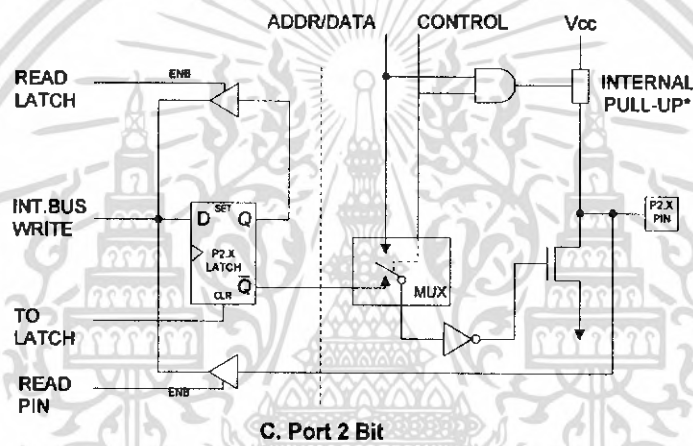 ADDR/DATA CONTROL Vcc
READ
LATCH
ENB
INTERNAL
PULL-UP*
INT.BUS
WRITE
D SET Q
P2.X
LATCH
Q
CLR
MUX
P2.X
PIN
TO
LATCH
READ
PIN
ENB
C. Port 2 Bit